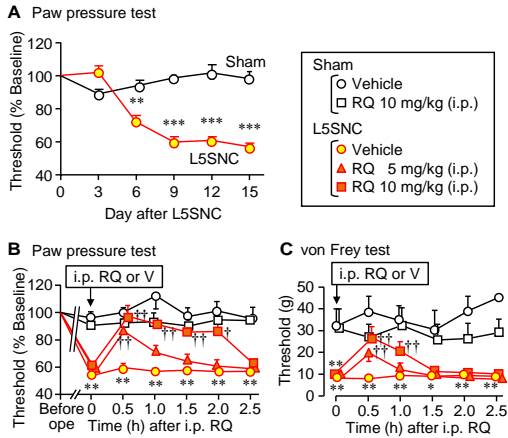 A Paw pressure test
Threshold (% Baseline)
120
100
80
60
40
Sham
**
***
***
***
L5SNC
0 3 6 9 12 15
Day after L5SNC
Sham
Vehicle
RQ 10 mg/kg (i.p.)
L5SNC
Vehicle
RQ 5 mg/kg (i.p.)
RQ 10 mg/kg (i.p.)
B Paw pressure test
i.p. RQ or V
Threshold (% Baseline)
120
100
80
60
40
††
††
††
††
†
** ** ** ** ** **
Before
ope
0 0.5 1.0 1.5 2.0 2.5
Time (h) after i.p. RQ
C von Frey test
i.p. RQ or V
Threshold (g)
50
40
30
20
10
0
††
††
††
**
** * ** * ** **
0 0.5 1.0 1.5 2.0 2.5
Time (h) after i.p. RQ